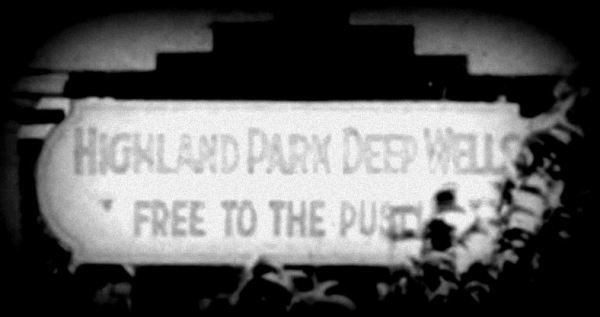 HIGHLAND PARK DEEP WELLS
FREE TO THE